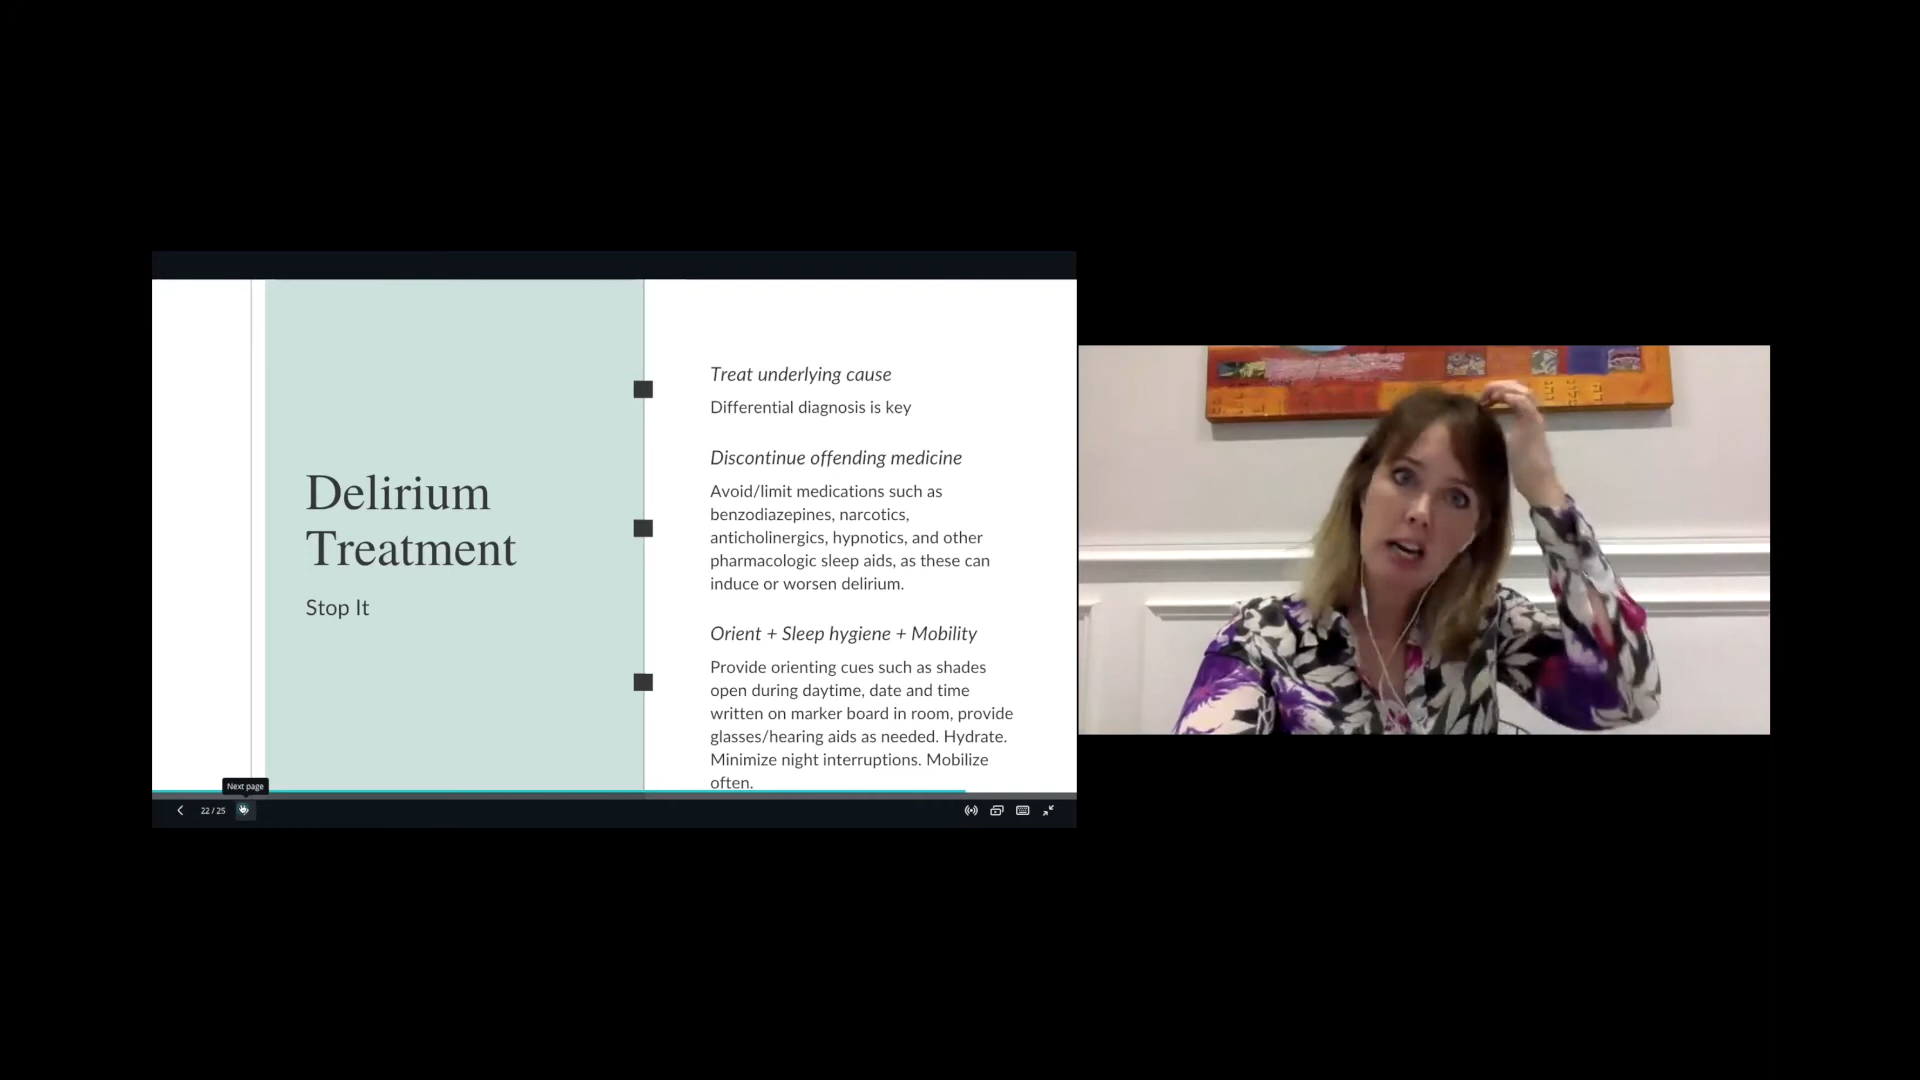 Delirium
Treatment
Stop It
Treat underlying cause
Differential diagnosis is key
Discontinue offending medicine
Avoid/limit medications such as
benzodiazepines, narcotics,
anticholinergics, hypnotics, and other
pharmacologic sleep aids, as these can
induce or worsen delirium.
Orient + Sleep hygiene + Mobility
Provide orienting cues such as shades
open during daytime, date and time
written on marker board in room, provide
glasses/hearing aids as needed. Hydrate.
Minimize night interruptions. Mobilize
often.
Next page
22 / 25